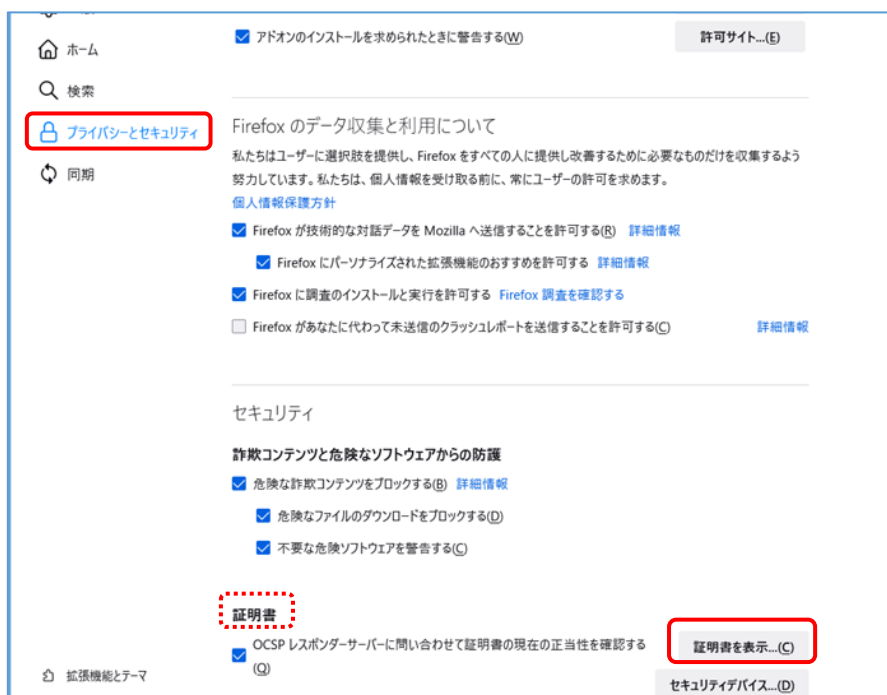 ホーム
検索
プライバシーとセキュリティ
同期
アドオンのインストールを求められたときに警告する(W)
許可サイト...(E)
Firefox のデータ収集と利用について
私たちはユーザーに選択肢を提供し、Firefox をすべての人に提供し改善するために必要なものだけを収集するよう
努力しています。私たちは、個人情報を受け取る前に、常にユーザーの許可を求めます。
個人情報保護方針
Firefox が技術的な対話データを Mozilla へ送信することを許可する(R) 詳細情報
Firefox にパーソナライズされた拡張機能のおすすめを許可する 詳細情報
Firefox に調査のインストールと実行を許可する Firefox 調査を確認する
Firefox があなたに代わって未送信のクラッシュレポートを送信することを許可する(C) 詳細情報
セキュリティ
詐欺コンテンツと危険なソフトウェアからの防護
危険な詐欺コンテンツをブロックする(B) 詳細情報
危険なファイルのダウンロードをブロックする(D)
不要な危険ソフトウェアを警告する(C)
証明書
OCSP レスポンダーサーバーに問い合わせて証明書の現在の正当性を確認する
(Q)
証明書を表示...(C)
セキュリティデバイス...(D)
拡張機能とテーマ